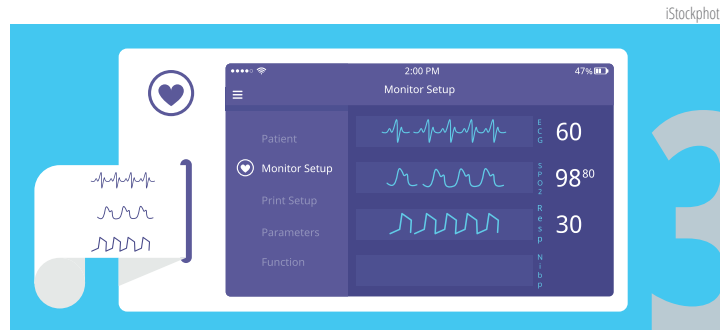 iStockphot
2:00 PM
47%
Monitor Setup
Patient
Monitor Setup
Print Setup
Parameters
Function
ECG
60
SPO2
98 80
Resp
30
Nibp
3